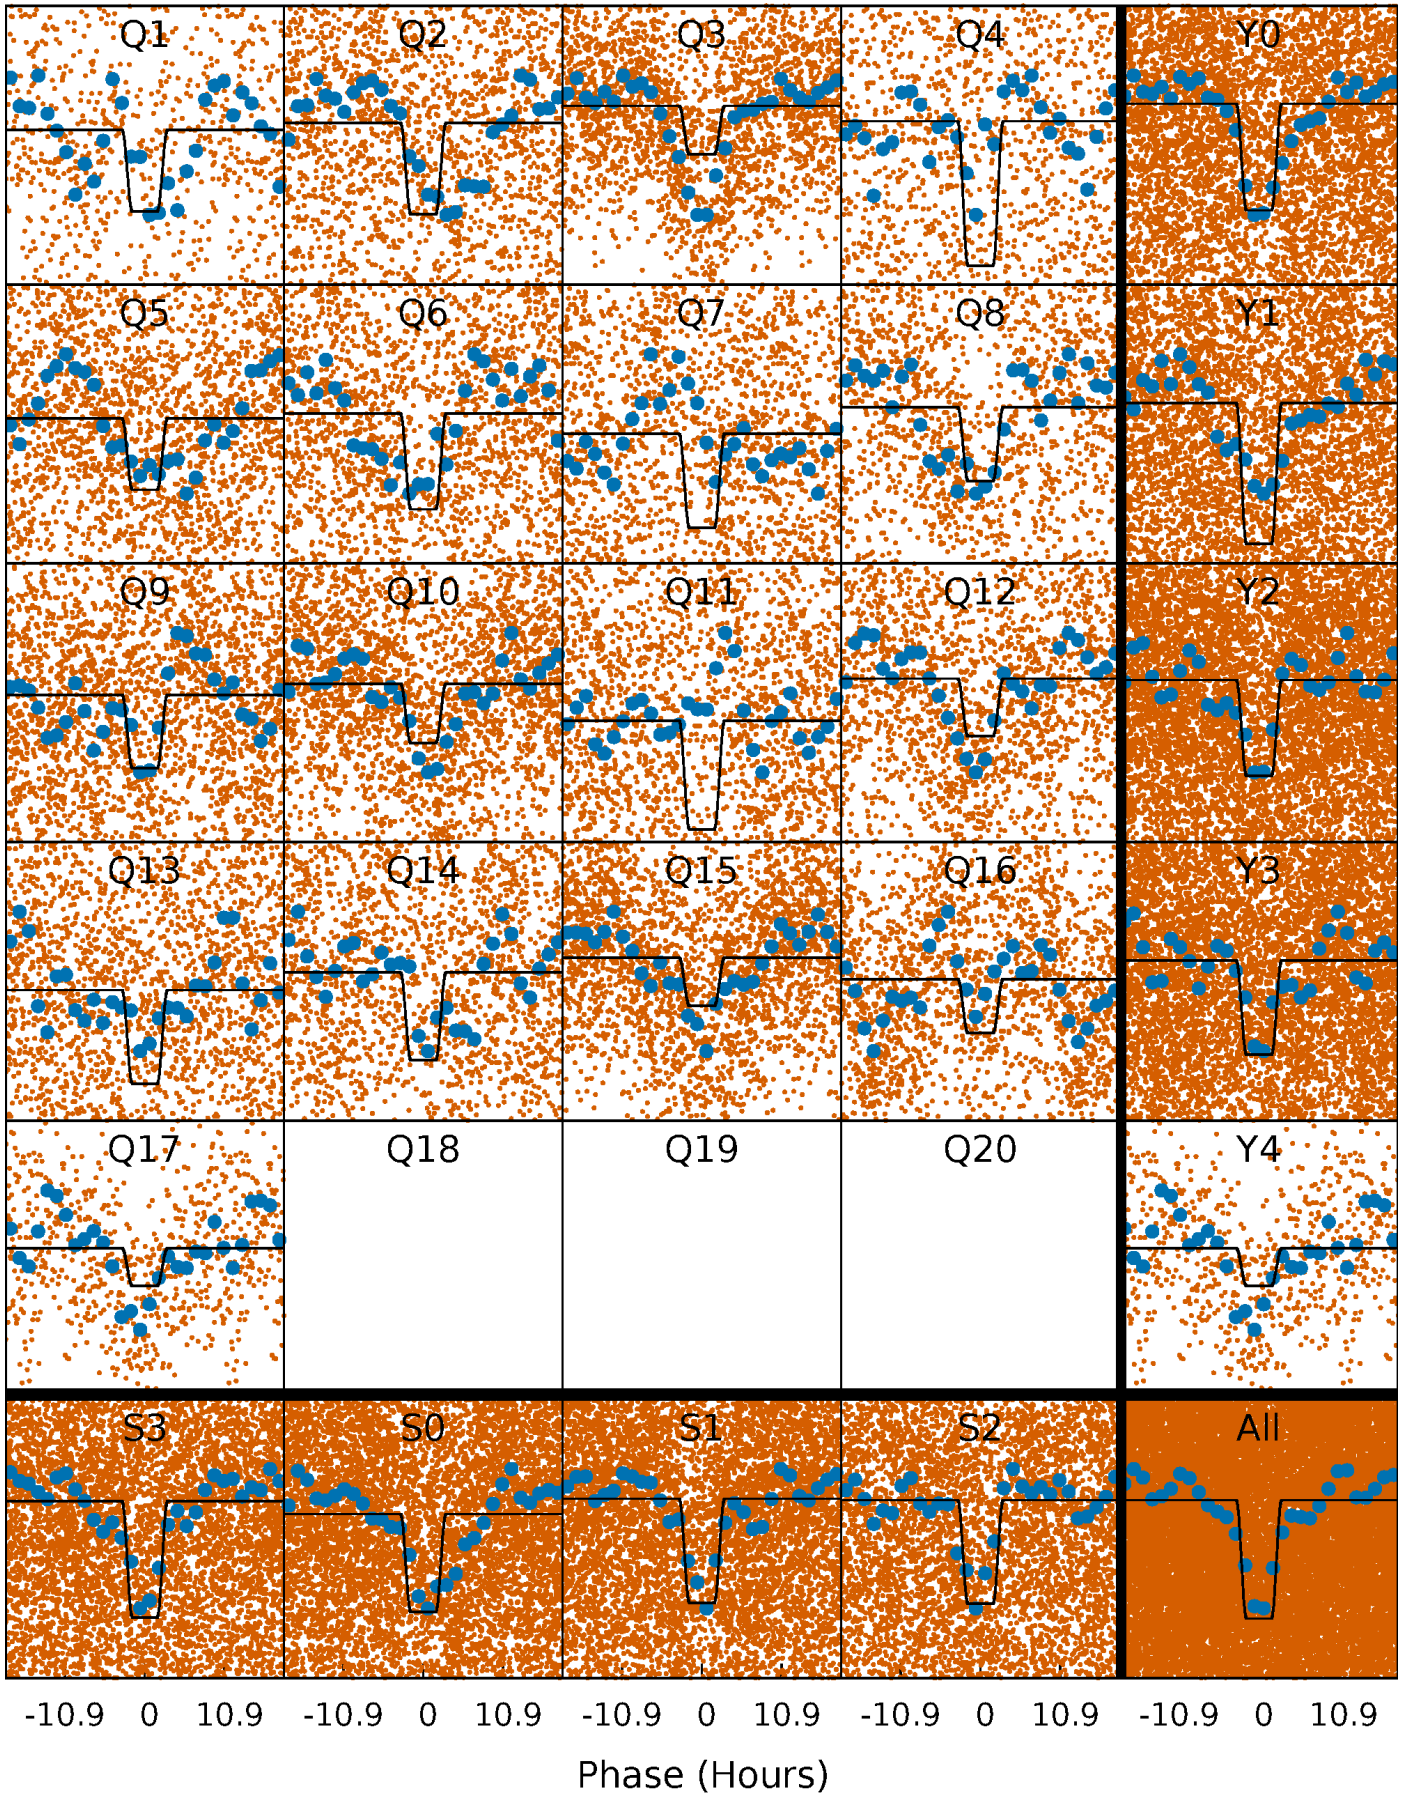 Q1 Q2 Q3 Q4 Y0
Q5 Q6 Q7 Q8 Y1
Q9 Q10 Q11 Q12 Y2
Q13 Q14 Q15 Q16 Y3
Q17 Q18 Q19 Q20 Y4
S3 S0 S1 S2 All
-10.9 0 10.9 -10.9 0 10.9 -10.9 0 10.9 -10.9 0 10.9 -10.9 0 10.9
Phase (Hours)